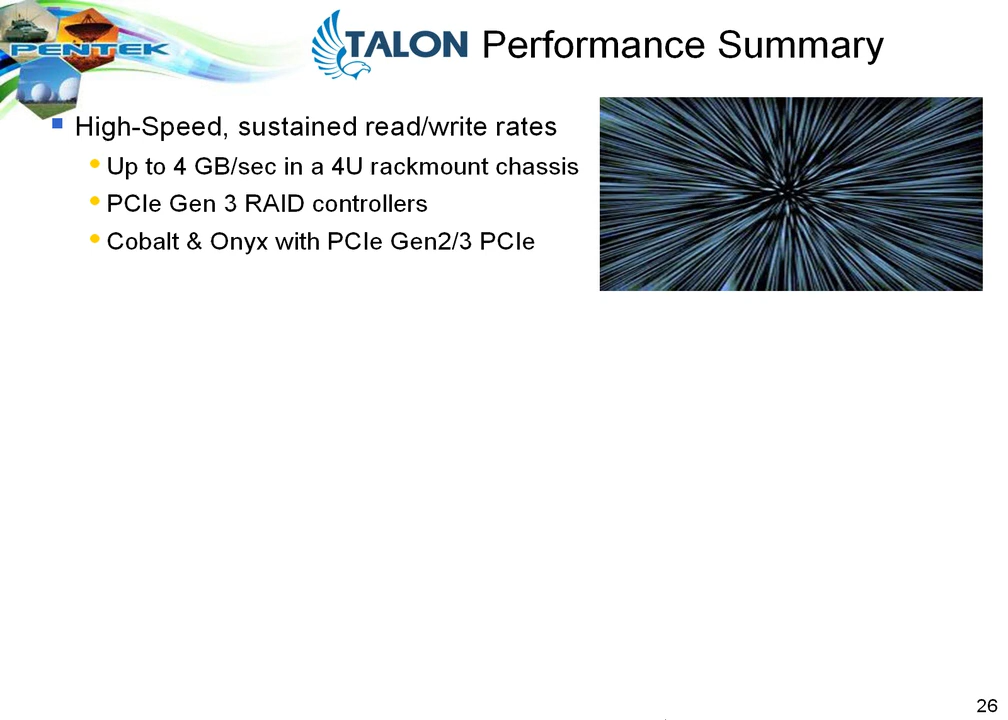 PENTEK
TALON Performance Summary
High-Speed, sustained read/write rates
Up to 4 GB/sec in a 4U rackmount chassis
PCIe Gen 3 RAID controllers
Cobalt & Onyx with PCIe Gen2/3 PCIe
26